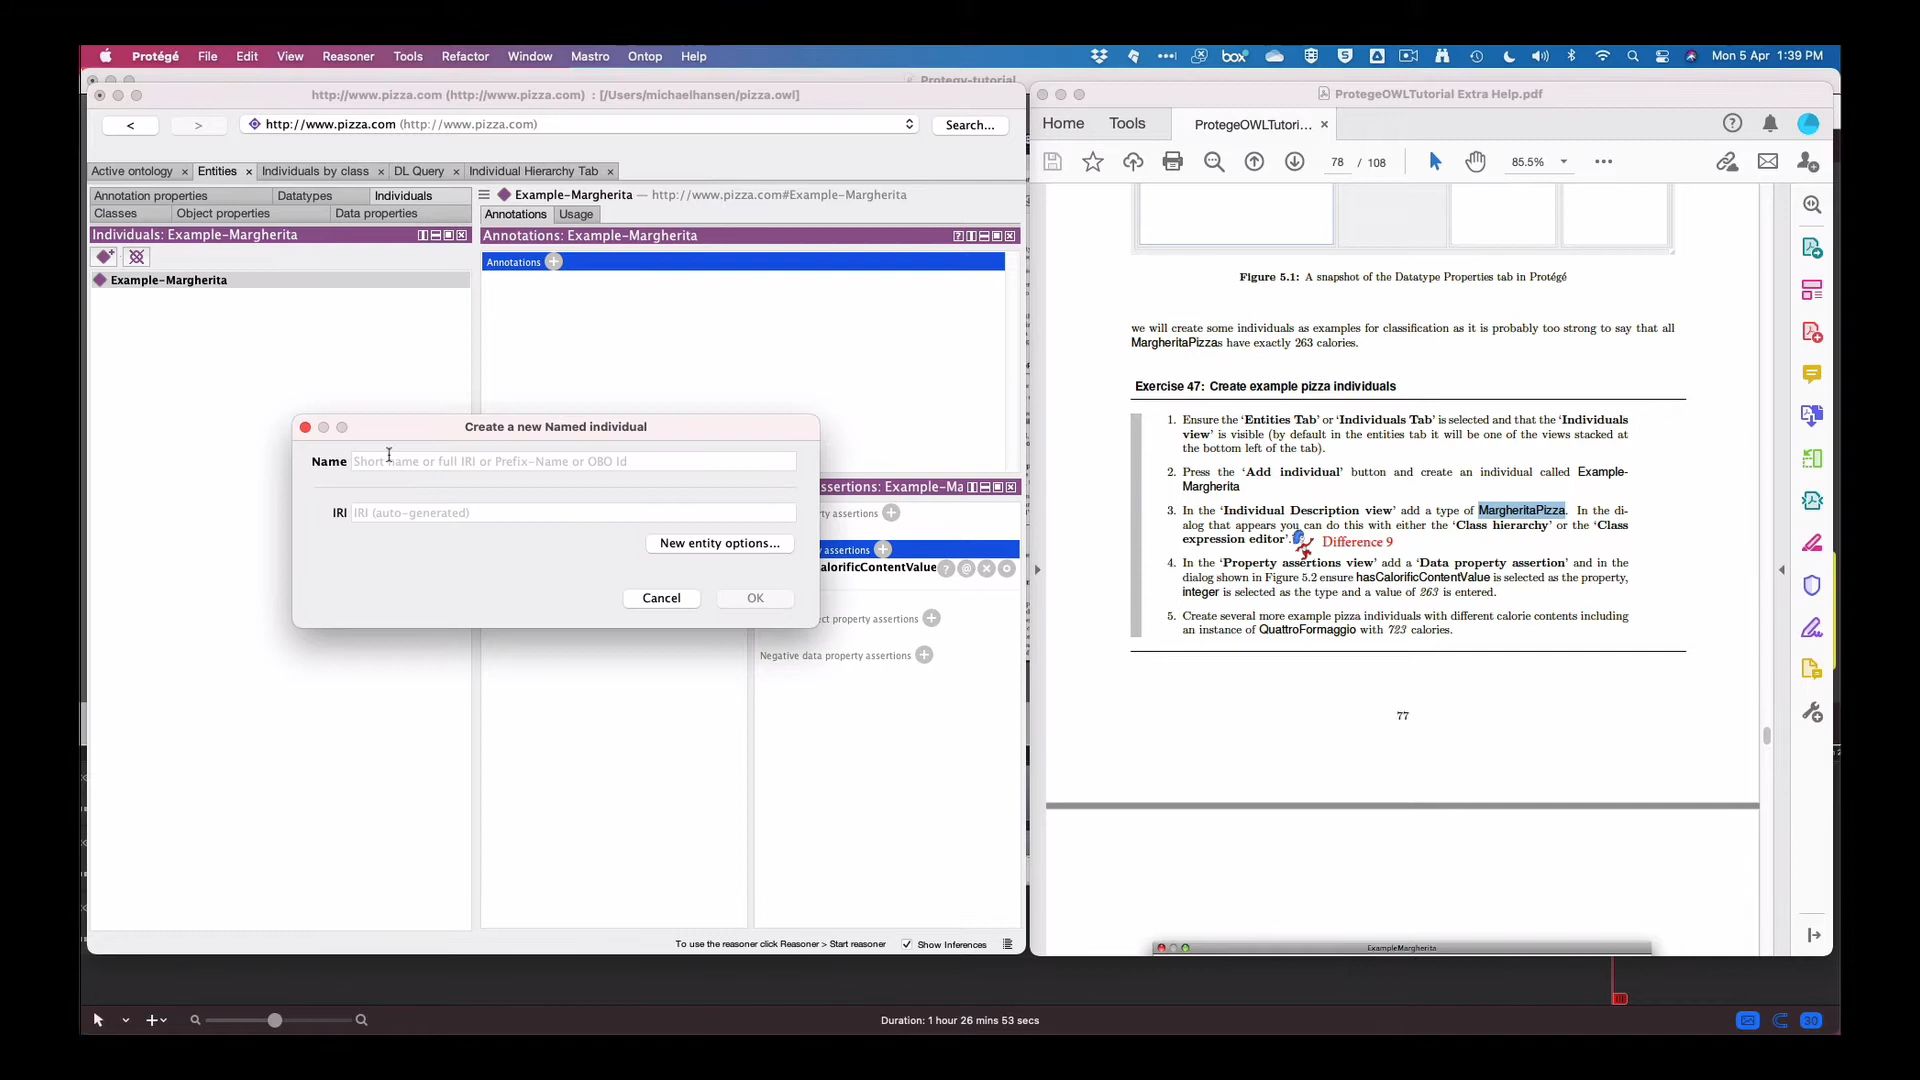 Protégé File Edit View Reasoner Tools Refactor Window Mastro Ontop Help
box
Mon 5 Apr 1:39 PM
Protegy-tutorial
http://www.pizza.com (http://www.pizza.com) : [/Users/michaelhansen/pizza.owl]
< > http://www.pizza.com (http://www.pizza.com) Search...
Active ontology × Entities × Individuals by class × DL Query × Individual Hierarchy Tab ×
Annotation properties Datatypes Individuals
Classes Object properties Data properties
Individuals: Example-Margherita
Example-Margherita
Example-Margherita — http://www.pizza.com#Example-Margherita
Annotations Usage
Annotations: Example-Margherita
Annotations
Create a new Named individual
Name Short name or full IRI or Prefix-Name or OBO Id
IRI IRI (auto-generated)
New entity options...
Cancel OK
ssertions: Example-Ma
property assertions
assertions
alorificContentValue
property assertions
Negative data property assertions
To use the reasoner click Reasoner > Start reasoner Show Inferences
ProtegeOWLTutorial Extra Help.pdf
Home Tools ProtegeOWLTutori... ×
78 / 108 85.5%
Figure 5.1: A snapshot of the Datatype Properties tab in Protégé
we will create some individuals as examples for classification as it is probably too strong to say that all
MargheritaPizzas have exactly 263 calories.
Exercise 47: Create example pizza individuals
1. Ensure the ‘Entities Tab’ or ‘Individuals Tab’ is selected and that the ‘Individuals
view’ is visible (by default in the entities tab it will be one of the views stacked at
the bottom left of the tab).
2. Press the ‘Add individual’ button and create an individual called Example-
Margherita
3. In the ‘Individual Description view’ add a type of MargheritaPizza. In the di-
alog that appears you can do this with either the ‘Class hierarchy’ or the ‘Class
expression editor’.
Difference 9
4. In the ‘Property assertions view’ add a ‘Data property assertion’ and in the
dialog shown in Figure 5.2 ensure hasCalorificContentValue is selected as the property,
integer is selected as the type and a value of 263 is entered.
5. Create several more example pizza individuals with different calorie contents including
an instance of QuattroFormaggio with 723 calories.
77
ExampleMargherita
Duration: 1 hour 26 mins 53 secs
30